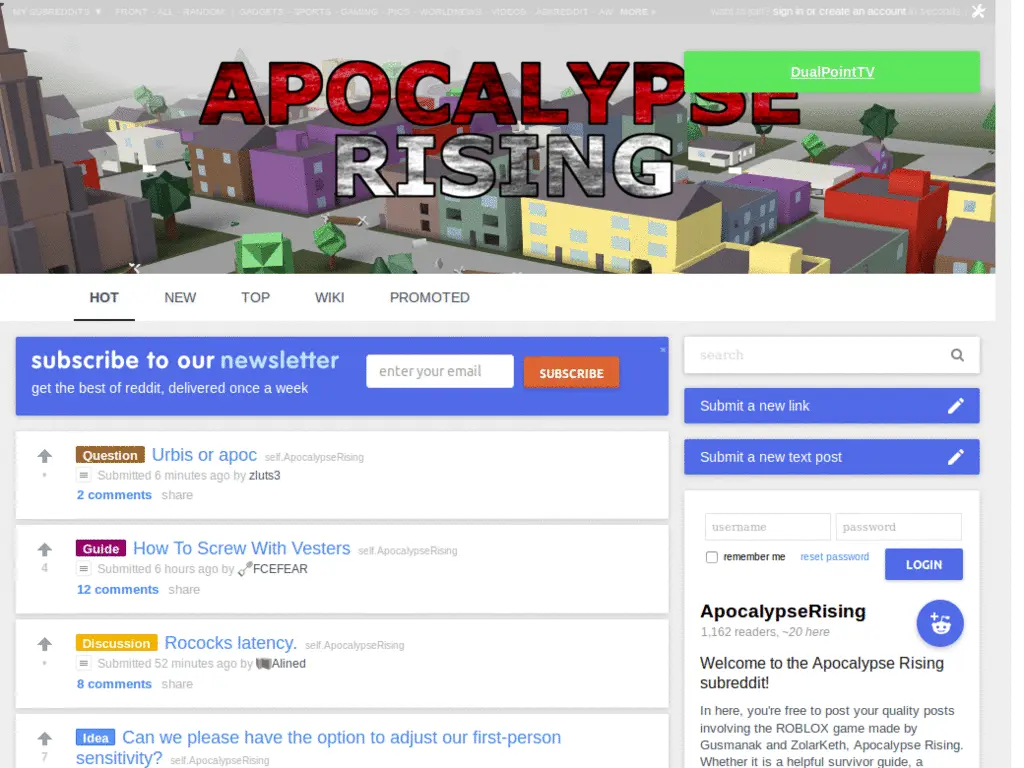 MY SUBREDDITS ▼ FRONT - ALL - RANDOM | GADGETS - SPORTS - GAMING - PICS - WORLDNEWS - VIDEOS - ASKREDDIT - AW MORE »
want to join? sign in or create an account in seconds
DualPointTV
APOCALYPSE
RISING
HOT NEW TOP WIKI PROMOTED
subscribe to our newsletter
get the best of reddit, delivered once a week
enter your email
SUBSCRIBE
×
Question Urbis or apoc self.ApocalypseRising
Submitted 6 minutes ago by zluts3
2 comments share
Guide How To Screw With Vesters self.ApocalypseRising
4
Submitted 6 hours ago by FCEFEAR
12 comments share
Discussion Rococks latency. self.ApocalypseRising
Submitted 52 minutes ago by Alined
8 comments share
Idea Can we please have the option to adjust our first-person
7
sensitivity? self.ApocalypseRising
search
Submit a new link
Submit a new text post
username password
remember me reset password LOGIN
ApocalypseRising
1,162 readers, ~20 here
Welcome to the Apocalypse Rising
subreddit!
In here, you're free to post your quality posts
involving the ROBLOX game made by
Gusmanak and ZolarKeth, Apocalypse Rising.
Whether it is a helpful survivor guide, a